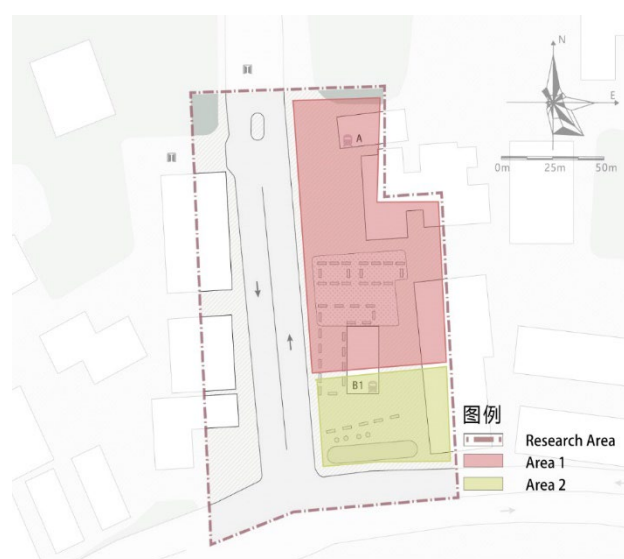 N
E
0m 25m 50m
A
B1
图例
Research Area
Area 1
Area 2